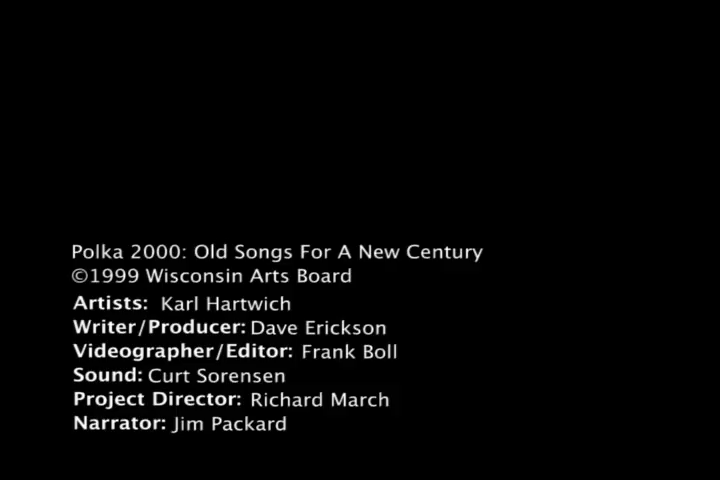 Polka 2000: Old Songs For A New Century
©1999 Wisconsin Arts Board
Artists: Karl Hartwich
Writer/Producer: Dave Erickson
Videographer/Editor: Frank Boll
Sound: Curt Sorensen
Project Director: Richard March
Narrator: Jim Packard